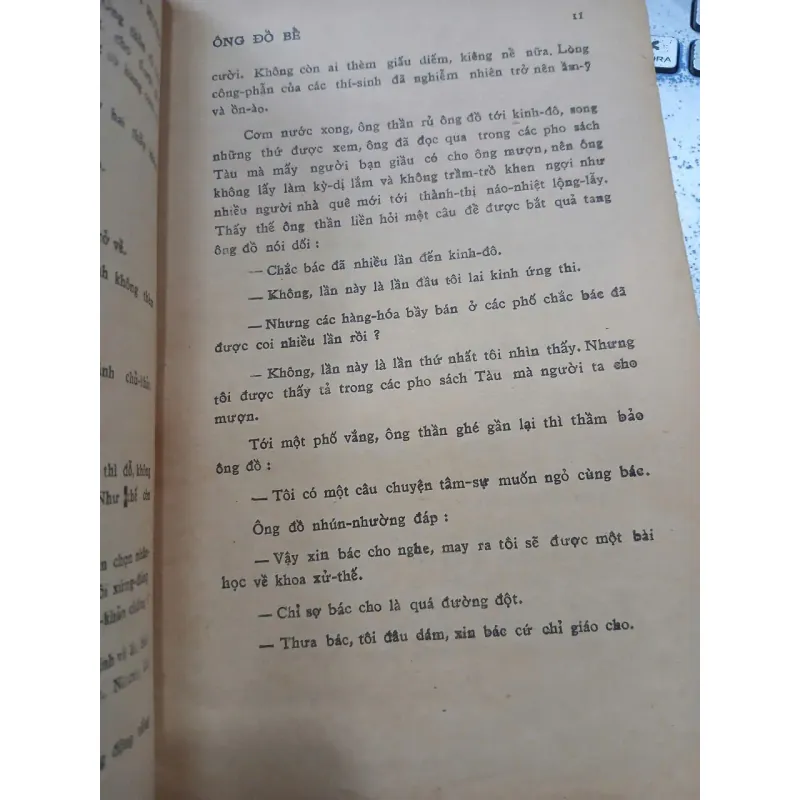 ÔNG ĐỒ BỀ
11
cười. Không còn ai thèm giấu diếm, kiêng nề nữa. Lòng
công-phẫn của các thí-sinh đã nghiễm nhiên trở nên ầm-ỹ
và ồn-ào.
Cơm nước xong, ông thần rủ ông đồ tới kinh-đô, song
những thứ được xem, ông đã đọc qua trong các pho sách
Tàu mà mấy người bạn giầu có cho ông mượn, nên ông
không lấy làm kỳ-dị lắm và không trầm-trồ khen ngợi như
nhiều người nhà quê mới tới thành-thị náo-nhiệt lộng-lẫy.
Thấy thế ông thần liền hỏi một câu để được bắt quả tang
ông đồ nói dối :
— Chắc bác đã nhiều lần đến kinh-đô.
— Không, lần này là lần đầu tôi lai kinh ứng thi.
— Nhưng các hàng-hóa bầy bán ở các phố chắc bác đã
được coi nhiều lần rồi ?
— Không, lần này là lần thứ nhất tôi nhìn thấy. Nhưng
tôi được thấy tả trong các pho sách Tàu mà người ta cho
mượn.
Tới một phố vắng, ông thần ghé gần lại thì thầm bảo
ông đồ :
— Tôi có một câu chuyện tâm-sự muốn ngỏ cùng bác.
Ông đồ nhún-nhường đáp :
— Vậy xin bác cho nghe, may ra tôi sẽ được một bài
học về khoa xử-thế.
— Chỉ sợ bác cho là quá đường đột.
— Thưa bác, tôi đâu dám, xin bác cứ chỉ giáo cho.
ở về.
h không
thì đỗ, không
Như thế
chọn